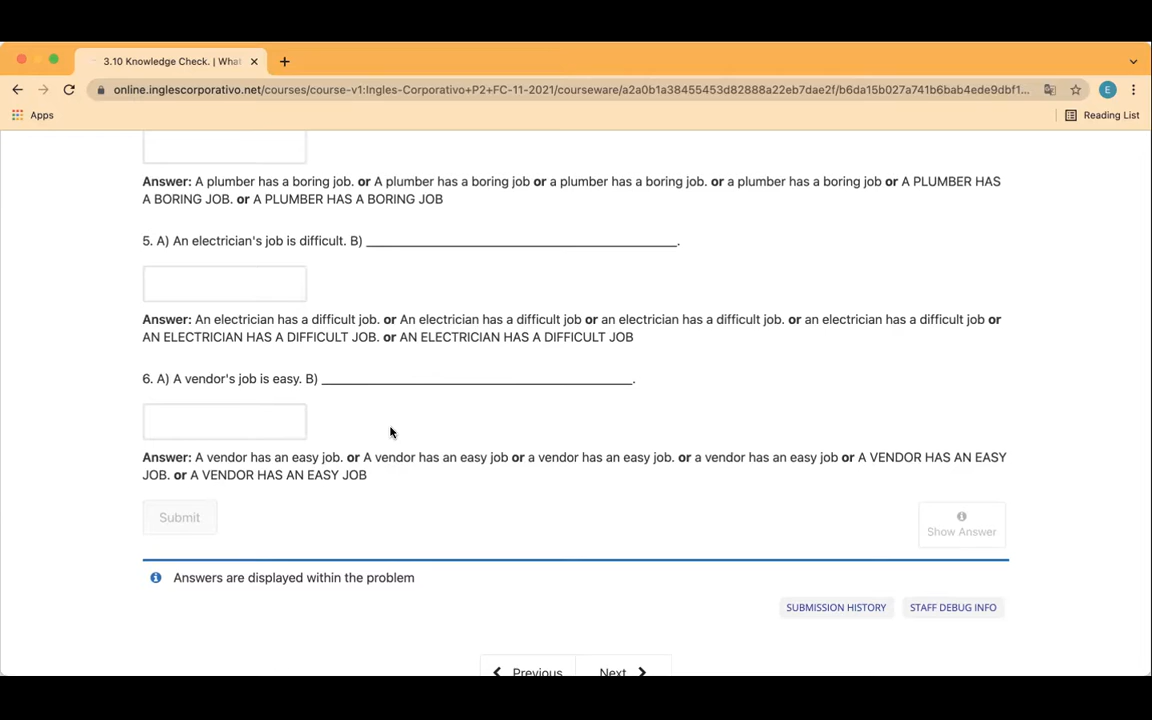 3.10 Knowledge Check. | What
online.inglescorporativo.net/courses/course-v1:Ingles-Corporativo+P2+FC-11-2021/courseware/a2a0b1a38455453d82888a22eb7dae2f/b6da15b027a741b6bab4ede9dbf1...
E
Apps
Reading List
Answer: A plumber has a boring job. or A plumber has a boring job or a plumber has a boring job. or a plumber has a boring job or A PLUMBER HAS
A BORING JOB. or A PLUMBER HAS A BORING JOB
5. A) An electrician's job is difficult. B) ________________________________________.
Answer: An electrician has a difficult job. or An electrician has a difficult job or an electrician has a difficult job. or an electrician has a difficult job or
AN ELECTRICIAN HAS A DIFFICULT JOB. or AN ELECTRICIAN HAS A DIFFICULT JOB
6. A) A vendor's job is easy. B) ________________________________________.
Answer: A vendor has an easy job. or A vendor has an easy job or a vendor has an easy job. or a vendor has an easy job or A VENDOR HAS AN EASY
JOB. or A VENDOR HAS AN EASY JOB
Submit
Show Answer
Answers are displayed within the problem
SUBMISSION HISTORY
STAFF DEBUG INFO
Previous
Next